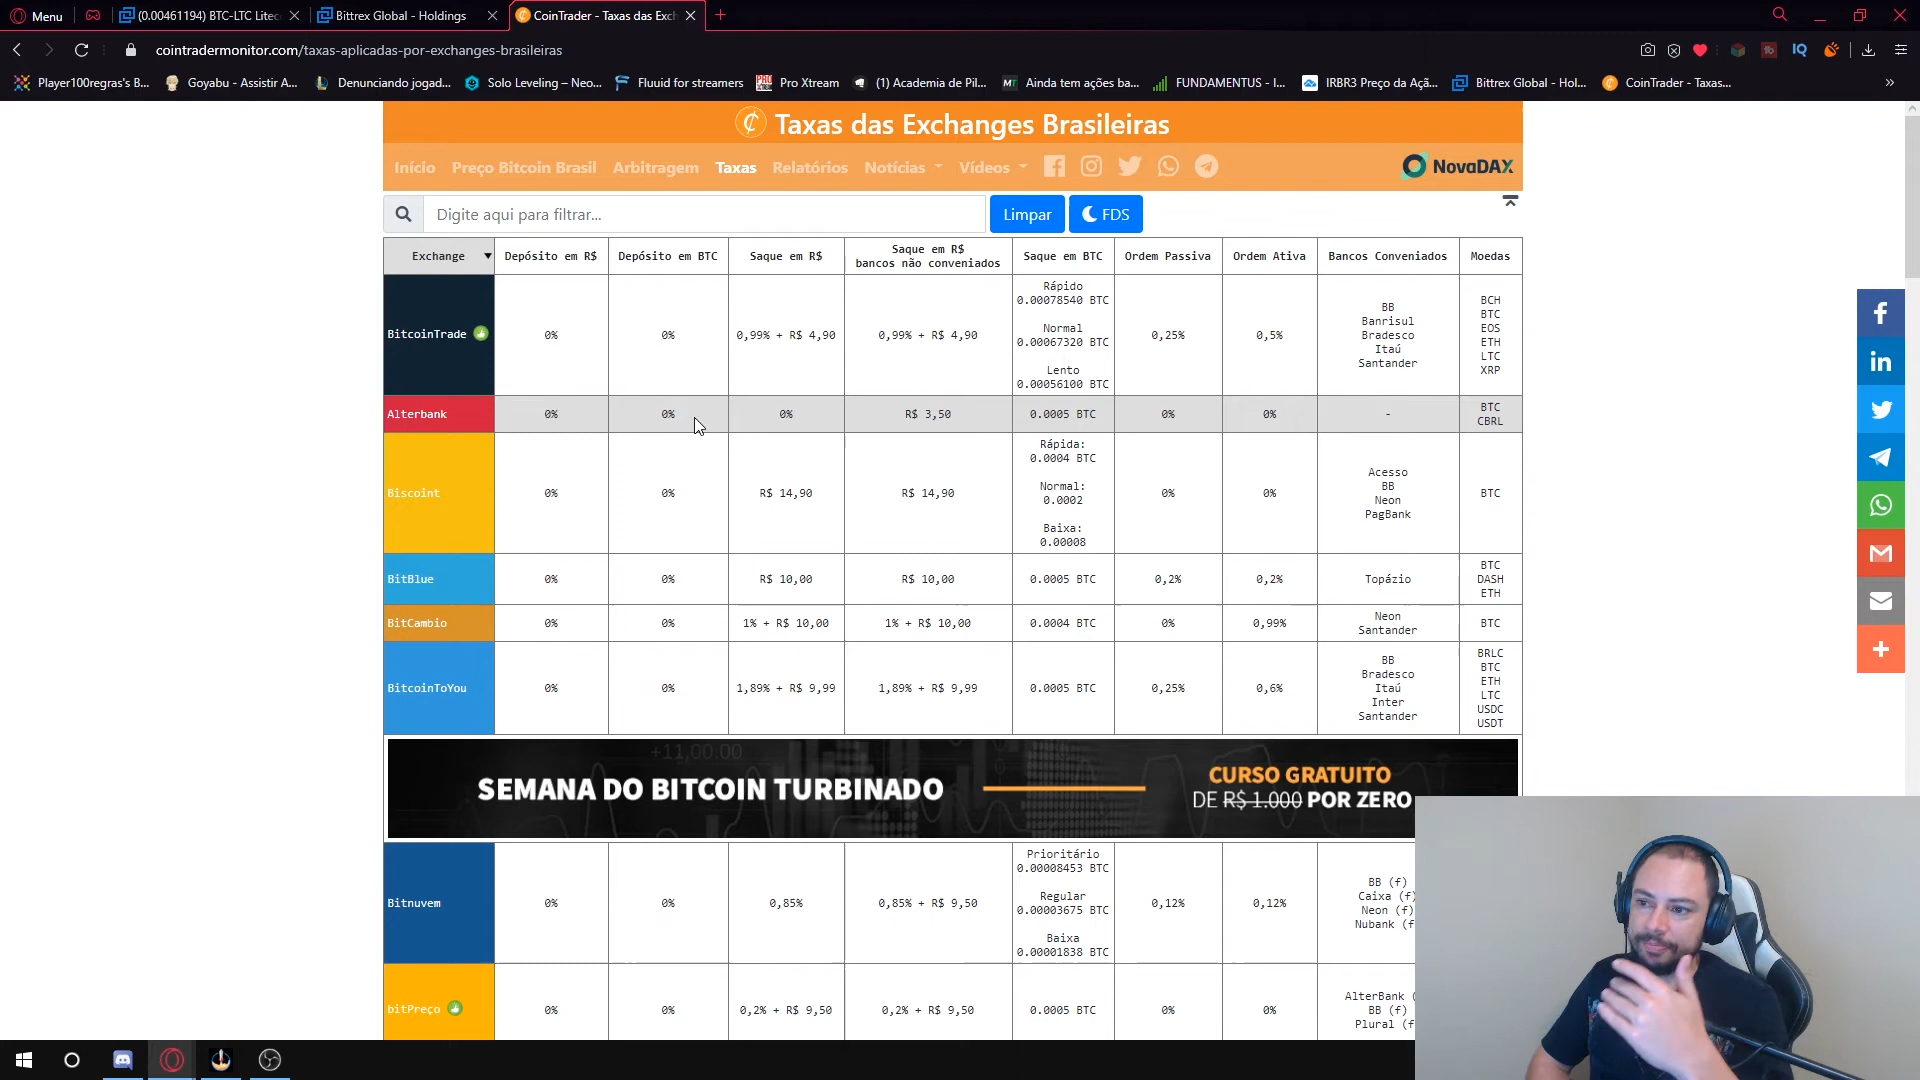 Menu
(0.00461194) BTC-LTC Litec
Bittrex Global - Holdings
CoinTrader - Taxas das Exc
cointradermonitor.com/taxas-aplicadas-por-exchanges-brasileiras
Player100regras's B...
Goyabu - Assistir A...
Denunciando jogad...
Solo Leveling – Neo...
Fluuid for streamers
Pro Xtream
(1) Academia de Pil...
Ainda tem ações ba...
FUNDAMENTUS - I...
IRBR3 Preço da Açã...
Bittrex Global - Hol...
CoinTrader - Taxas...
Taxas das Exchanges Brasileiras
Início Preço Bitcoin Brasil Arbitragem Taxas Relatórios Notícias Vídeos
NovaDAX
Digite aqui para filtrar...
Limpar
FDS
Exchange
Depósito em R$
Depósito em BTC
Saque em R$
Saque em R$
bancos não conveniados
Saque em BTC
Ordem Passiva
Ordem Ativa
Bancos Conveniados
Moedas
BitcoinTrade
0%
0%
0,99% + R$ 4,90
0,99% + R$ 4,90
Rápido
0.00078540 BTC
Normal
0.00067320 BTC
Lento
0.00056100 BTC
0,25%
0,5%
BB
Banrisul
Bradesco
Itaú
Santander
BCH
BTC
EOS
ETH
LTC
XRP
Alterbank
0%
0%
0%
R$ 3,50
0.0005 BTC
0%
0%
-
BTC
CBRL
Biscoint
0%
0%
R$ 14,90
R$ 14,90
Rápida:
0.0004 BTC
Normal:
0.0002
Baixa:
0.00008
0%
0%
Acesso
BB
Neon
PagBank
BTC
BitBlue
0%
0%
R$ 10,00
R$ 10,00
0.0005 BTC
0,2%
0,2%
Topázio
BTC
DASH
ETH
BitCambio
0%
0%
1% + R$ 10,00
1% + R$ 10,00
0.0004 BTC
0%
0,99%
Neon
Santander
BTC
BitcoinToYou
0%
0%
1,89% + R$ 9,99
1,89% + R$ 9,99
0.0005 BTC
0,25%
0,6%
BB
Bradesco
Itaú
Inter
Santander
BRLC
BTC
ETH
LTC
USDC
USDT
+11,00.00
SEMANA DO BITCOIN TURBINADO
CURSO GRATUITO
DE R$ 1.000 POR ZERO
Bitnuvem
0%
0%
0,85%
0,85% + R$ 9,50
Prioritário
0.00008453 BTC
Regular
0.00003675 BTC
Baixa
0.00001838 BTC
0,12%
0,12%
BB (f)
Caixa (f)
Neon (f)
Nubank (f
bitPreço
0%
0%
0,2% + R$ 9,50
0,2% + R$ 9,50
0.0005 BTC
0%
0%
AlterBank (
BB (f)
Plural (f